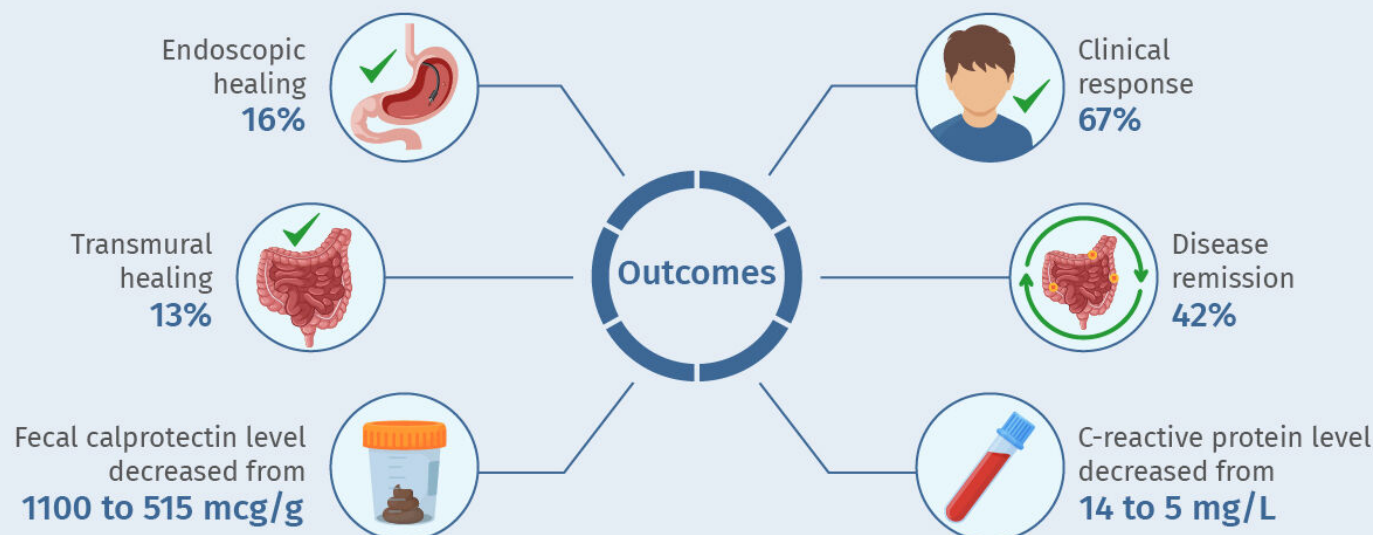 Endoscopic
healing
16%
Clinical
response
67%
Transmural
healing
13%
Outcomes
Disease
remission
42%
Fecal calprotectin level
decreased from
1100 to 515 mcg/g
C-reactive protein level
decreased from
14 to 5 mg/L